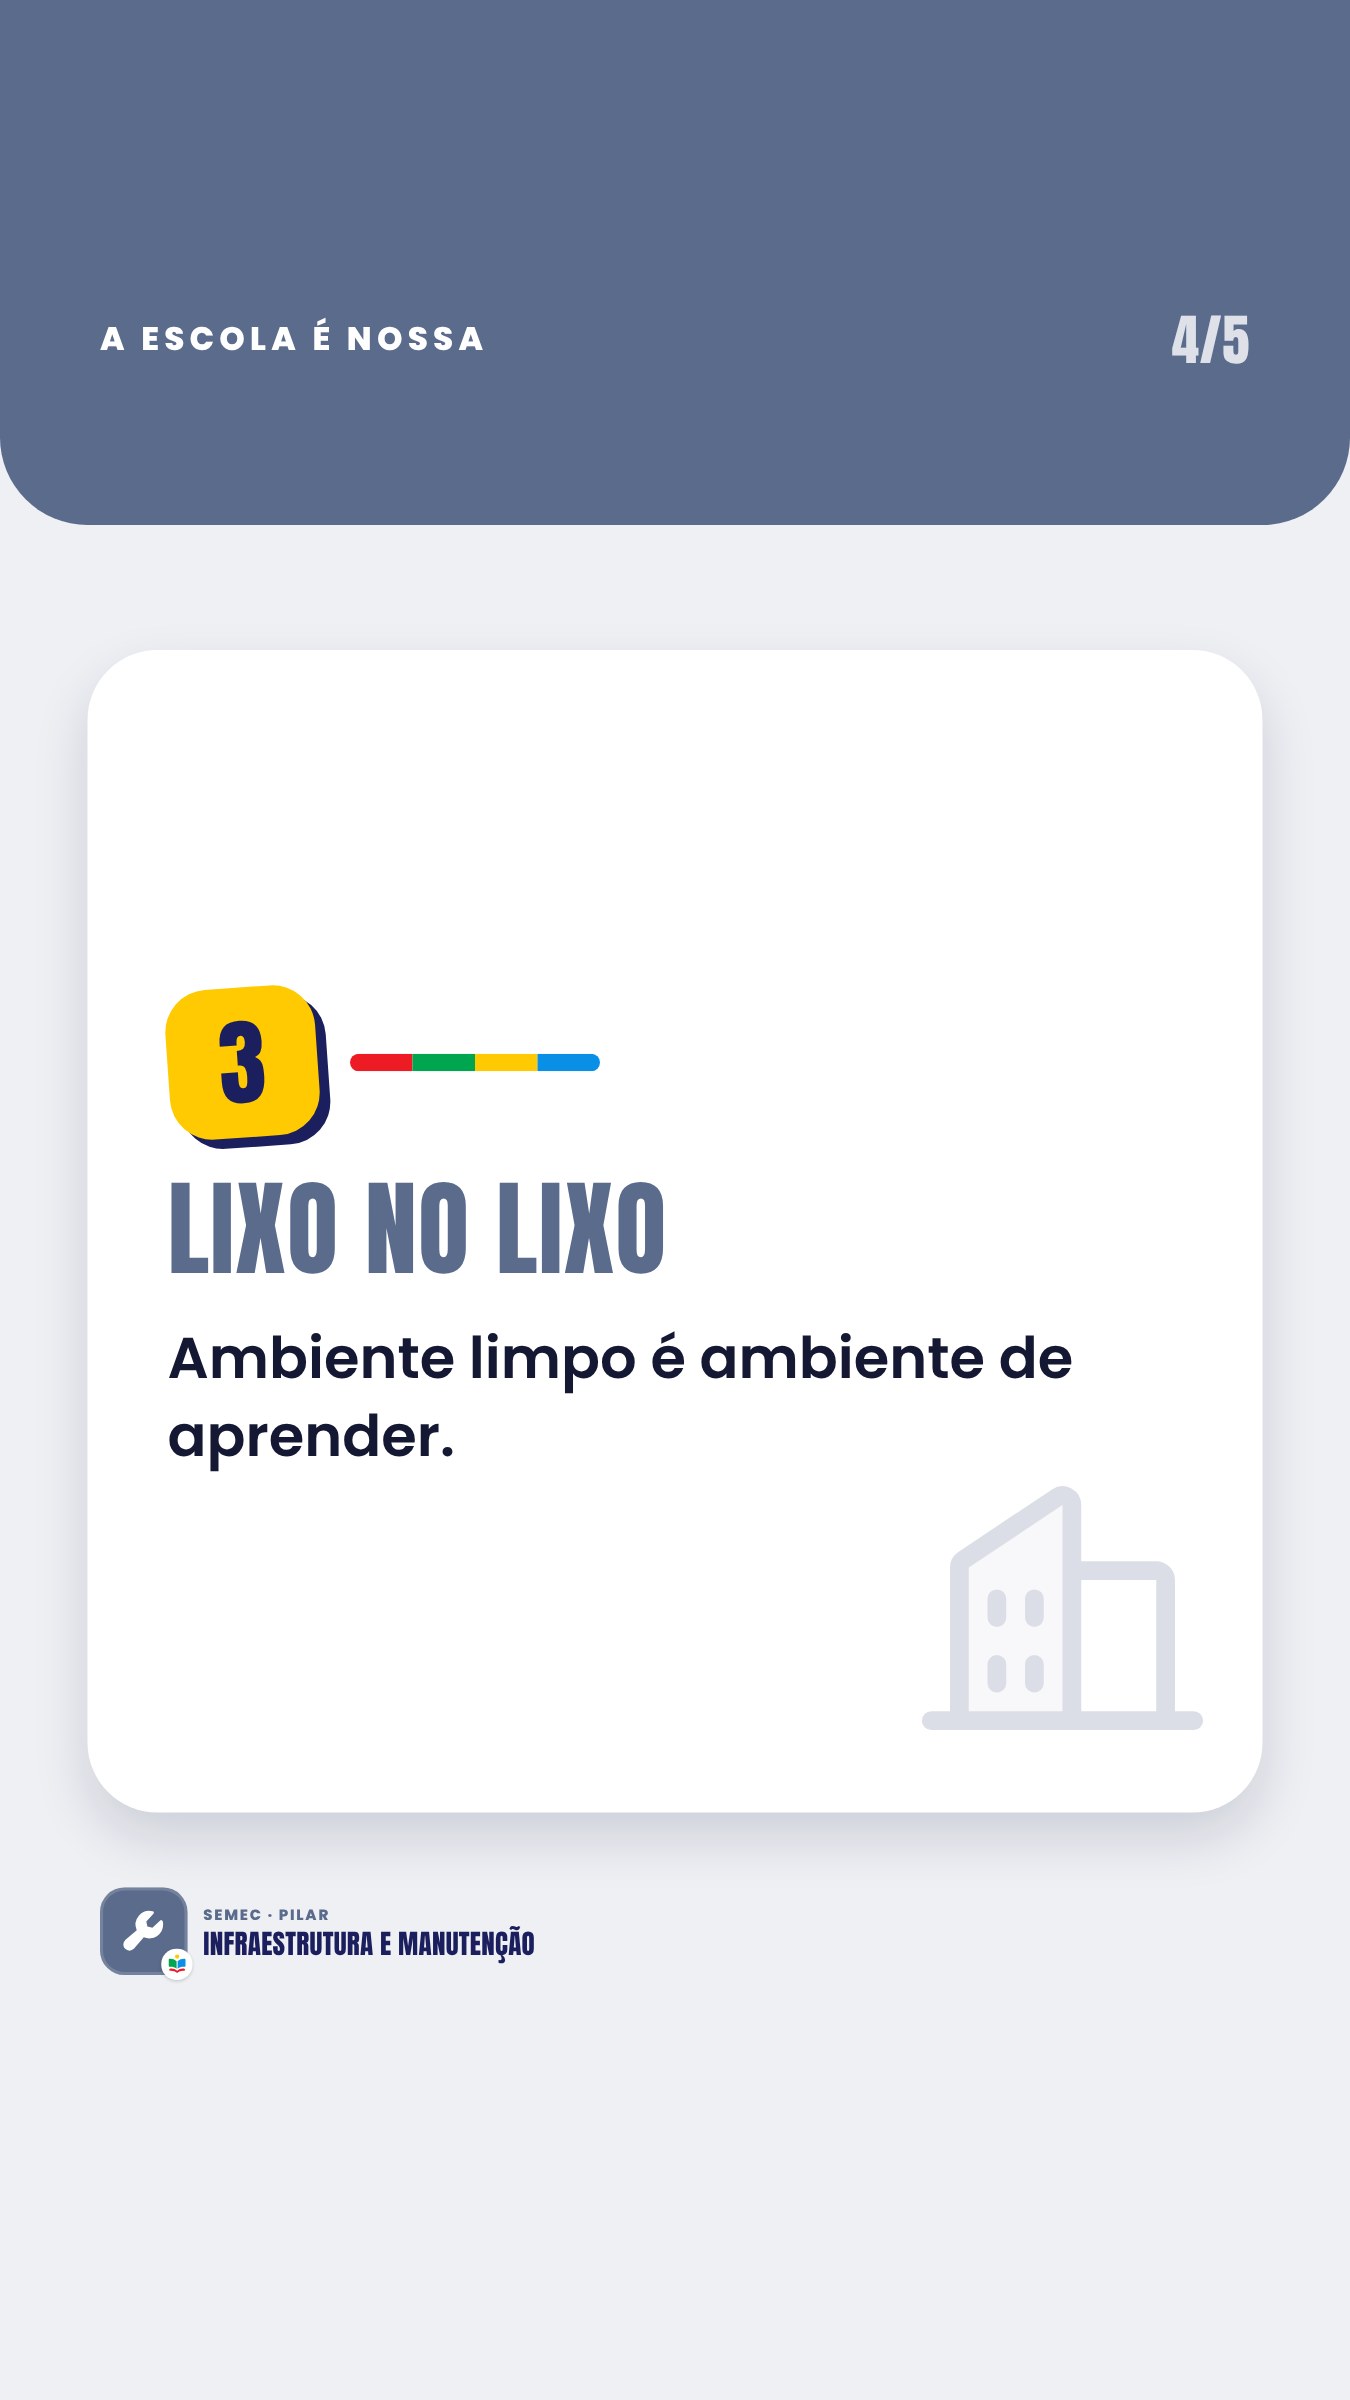 A ESCOLA É NOSSA
4/5
3
LIXO NO LIXO
Ambiente limpo é ambiente de
aprender.
SEMEC · PILAR
INFRAESTRUTURA E MANUTENÇÃO